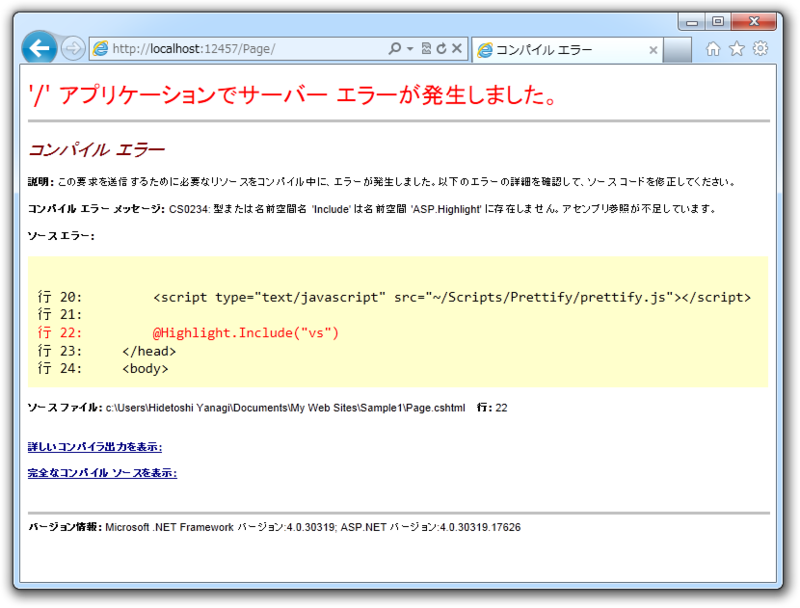 http://localhost:12457/Page/
コンパイル エラー
'/' アプリケーションでサーバー エラーが発生しました。
コンパイル エラー
説明: この要求を送信するために必要なリソースをコンパイル中に、エラーが発生しました。以下のエラーの詳細を確認して、ソース コードを修正してください。
コンパイル エラー メッセージ: CS0234: 型または名前空間名 'Include' は名前空間 'ASP.Highlight' に存在しません。アセンブリ参照が不足しています。
ソース エラー:
行 20:         <script type="text/javascript" src="~/Scripts/Prettify/prettify.js"></script>
行 21:
行 22:         @Highlight.Include("vs")
行 23:     </head>
行 24:     <body>
ソース ファイル: c:\Users\Hidetoshi Yanagi\Documents\My Web Sites\Sample1\Page.cshtml    行: 22
詳しいコンパイラ出力を表示:
完全なコンパイル ソースを表示:
バージョン情報: Microsoft .NET Framework バージョン:4.0.30319; ASP.NET バージョン:4.0.30319.17626